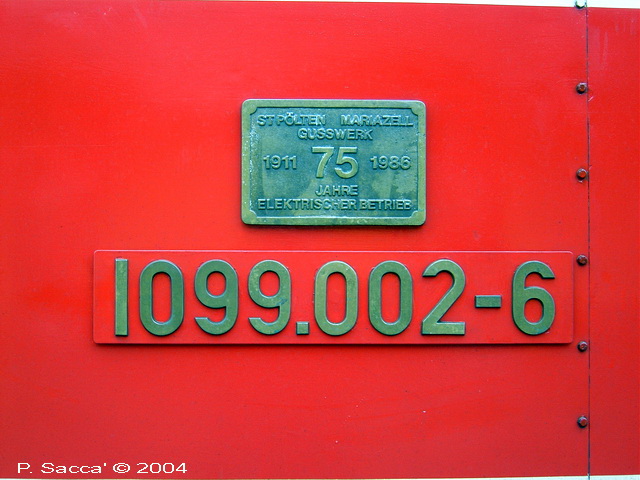 ST.PÖLTEN MARIAZELL
GUSSWERK
1911 75 1986
JAHRE
ELEKTRISCHER BETRIEB
1099.002-6
P. Sacca' © 2004